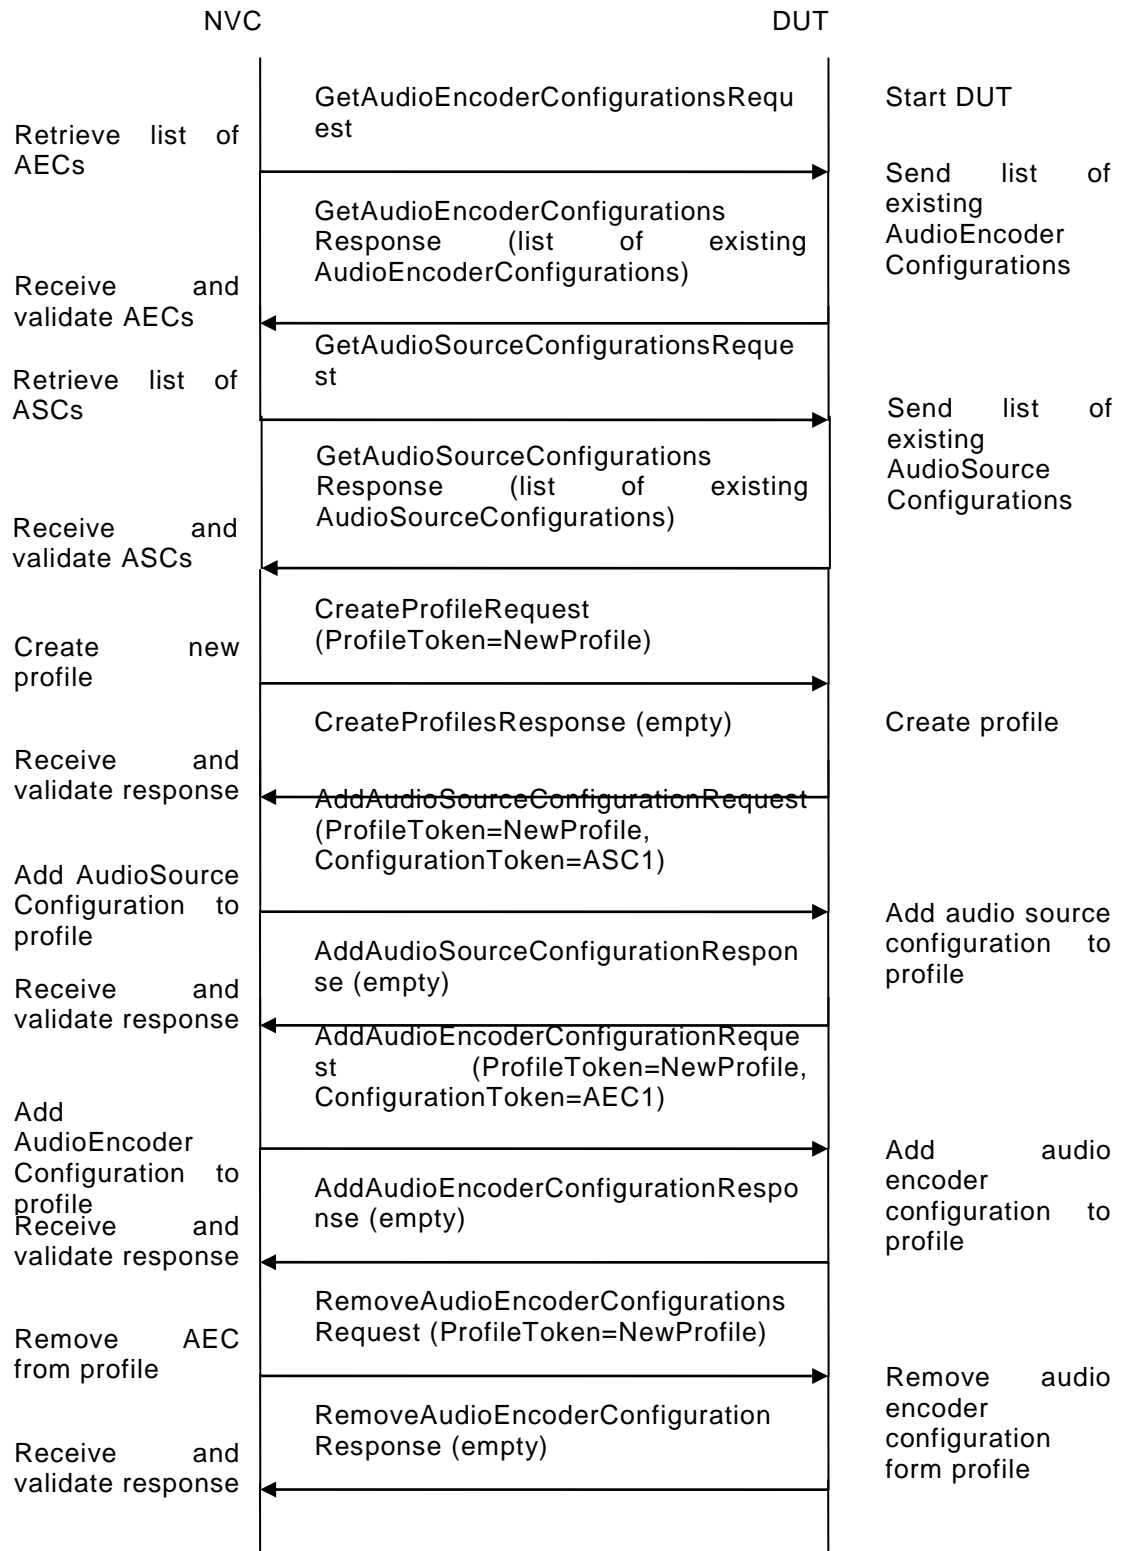 NVC
DUT
GetAudioEncoderConfigurationsRequ
est
Start DUT
Retrieve list of
AECs
Send list of
existing
AudioEncoder
Configurations
GetAudioEncoderConfigurations
Response (list of existing
AudioEncoderConfigurations)
Receive and
validate AECs
GetAudioSourceConfigurationsReque
st
Retrieve list of
ASCs
Send list of
existing
AudioSource
Configurations
GetAudioSourceConfigurations
Response (list of existing
AudioSourceConfigurations)
Receive and
validate ASCs
CreateProfileRequest
(ProfileToken=NewProfile)
Create new
profile
CreateProfilesResponse (empty)
Create profile
Receive and
validate response
AddAudioSourceConfigurationRequest
(ProfileToken=NewProfile,
ConfigurationToken=ASC1)
Add AudioSource
Configuration to
profile
Add audio source
configuration to
profile
AddAudioSourceConfigurationRespon
se (empty)
Receive and
validate response
AddAudioEncoderConfigurationReque
st (ProfileToken=NewProfile,
ConfigurationToken=AEC1)
Add
AudioEncoder
Configuration to
profile
Add audio
encoder
configuration to
profile
AddAudioEncoderConfigurationRespo
nse (empty)
Receive and
validate response
RemoveAudioEncoderConfigurations
Request (ProfileToken=NewProfile)
Remove AEC
from profile
Remove audio
encoder
configuration
form profile
RemoveAudioEncoderConfiguration
Response (empty)
Receive and
validate response